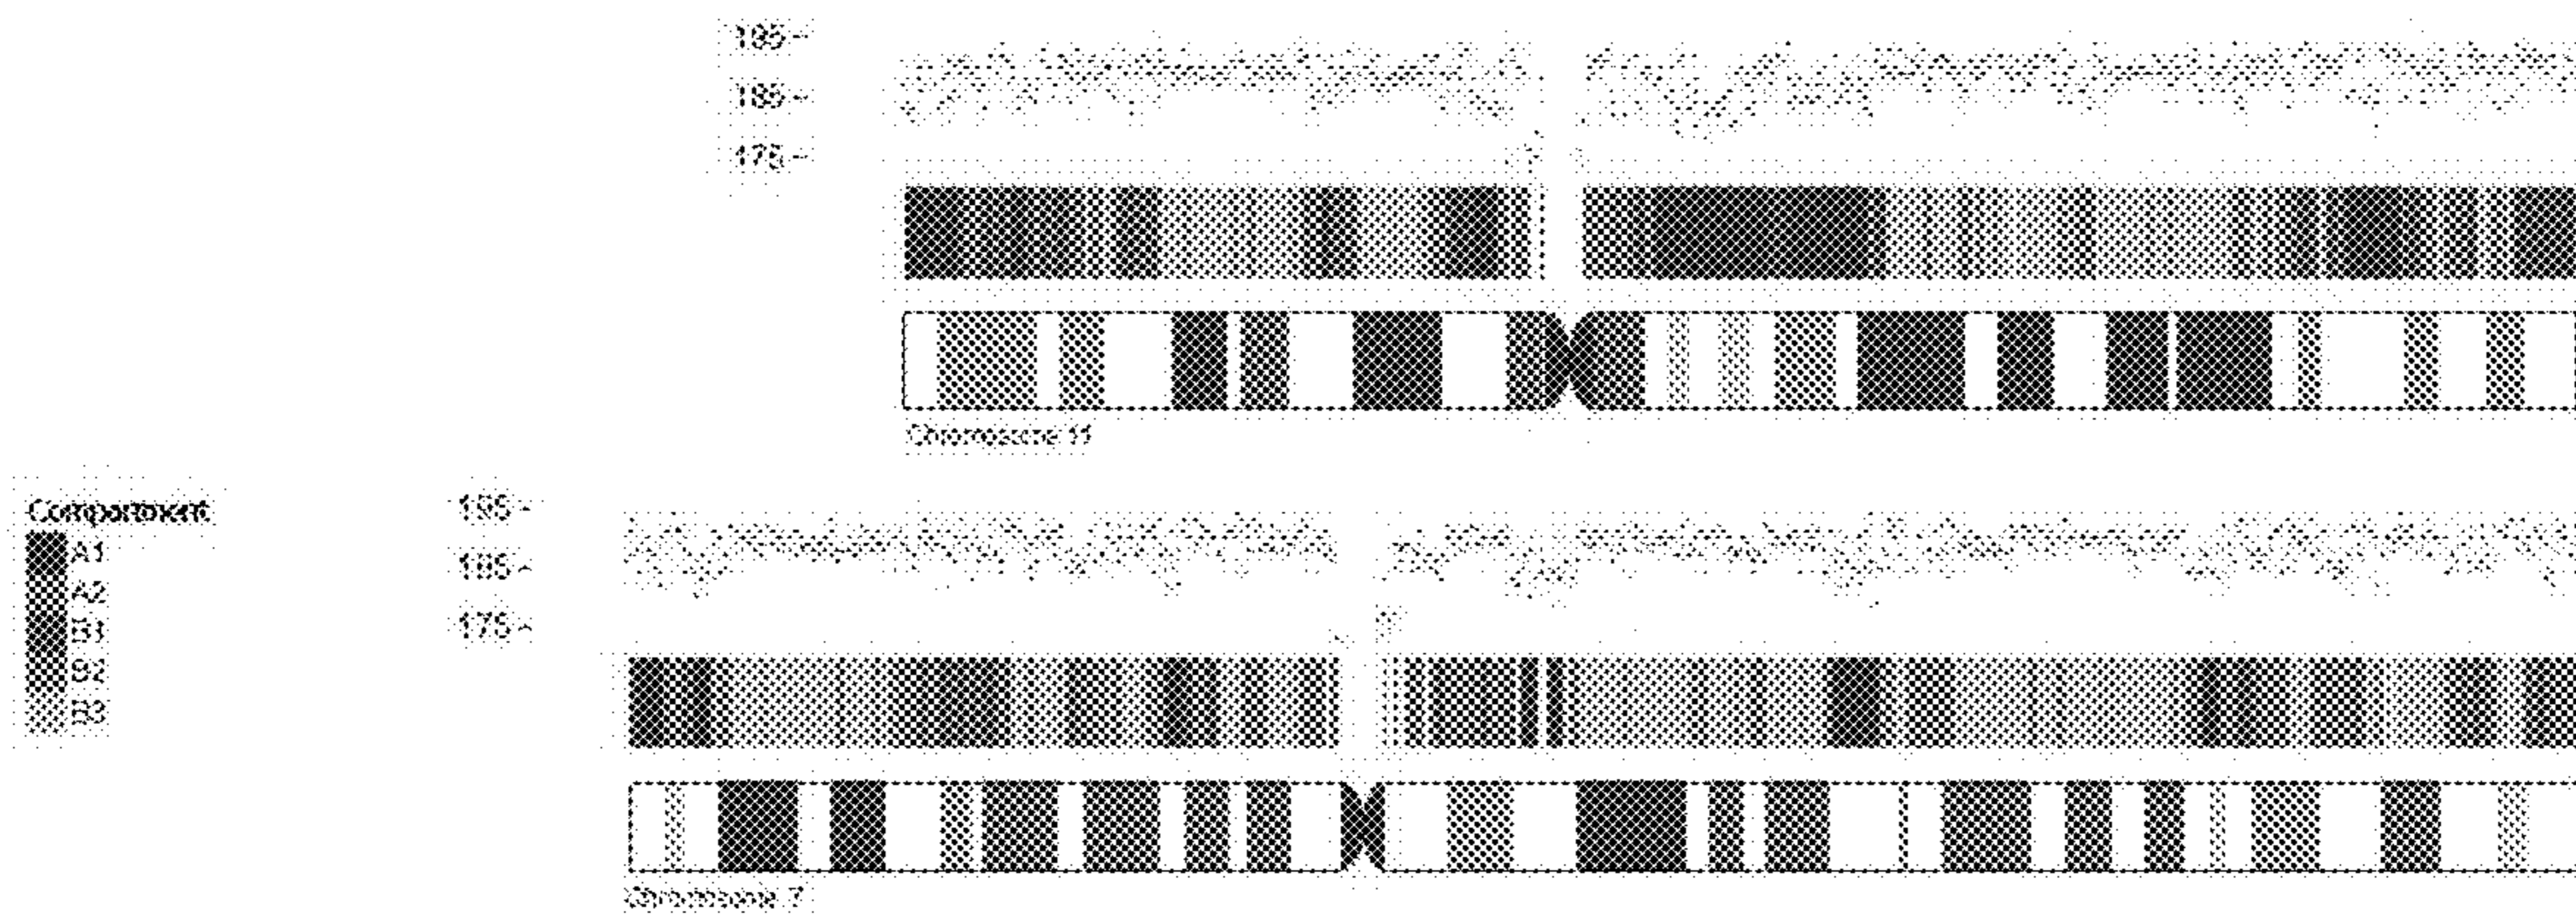 195
185
175
Chromosome 11
Compartment
A1
A2
B1
B2
B3
195
185
175
Chromosome 7